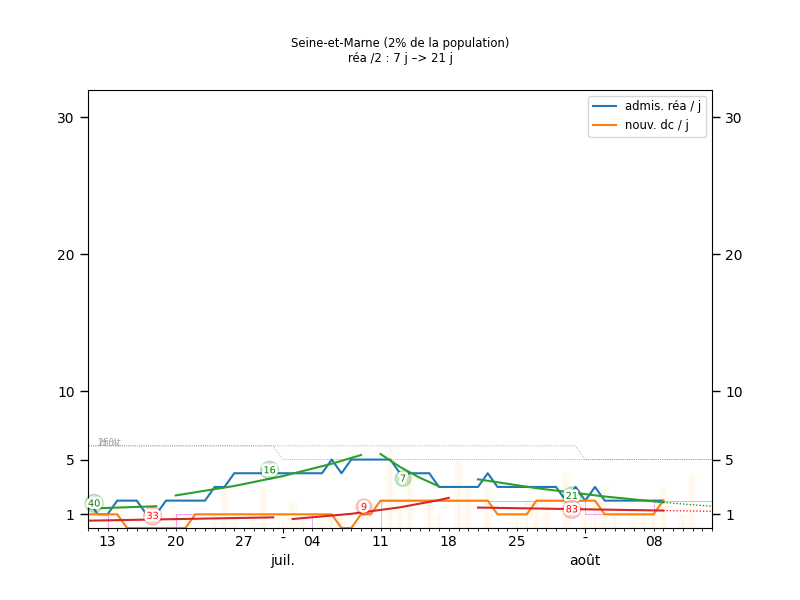 Seine-et-Marne (2% de la population)
réa /2 : 7 j –> 21 j
admis. réa / j
nouv. dc / j
30 30
20 20
10 10
5 5
1 1
40
33
16
9
7
21
83
13 20 27 - 04 11 18 25 - 08
juil. août